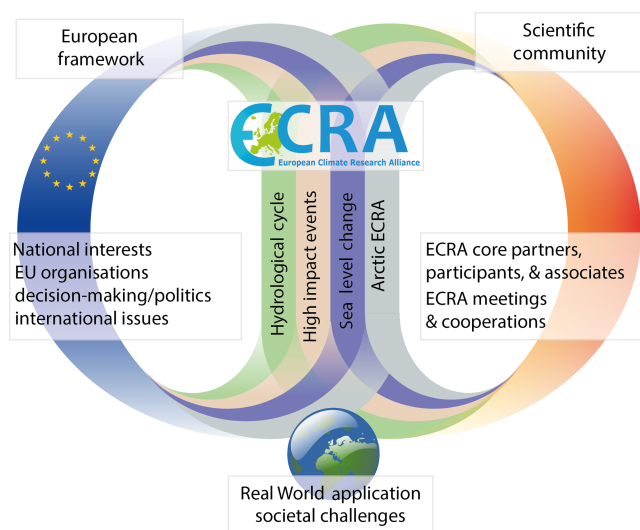 European
framework
Scientific
community
ECRA
European Climate Research Alliance
Hydrological cycle
High impact events
Sea level change
Arctic ECRA
National interests
EU organisations
decision-making/politics
international issues
ECRA core partners,
participants, & associates
ECRA meetings
& cooperations
Real World application
societal challenges